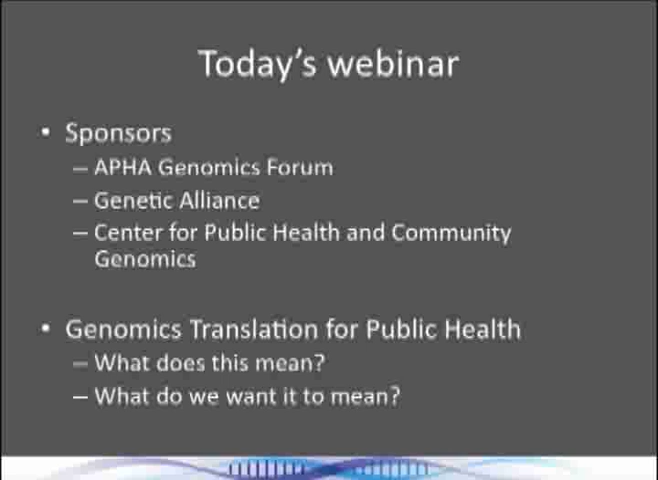 Today's webinar
• Sponsors
– APHA Genomics Forum
– Genetic Alliance
– Center for Public Health and Community
Genomics
• Genomics Translation for Public Health
– What does this mean?
– What do we want it to mean?